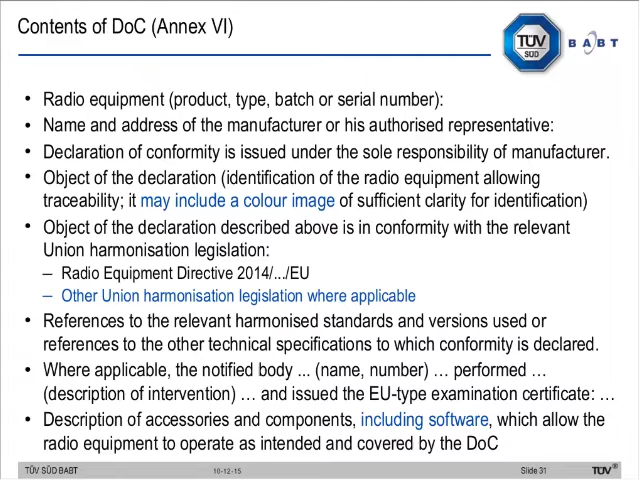 Contents of DoC (Annex VI)
TÜV
SÜD
BABT
• Radio equipment (product, type, batch or serial number):
• Name and address of the manufacturer or his authorised representative:
• Declaration of conformity is issued under the sole responsibility of manufacturer.
• Object of the declaration (identification of the radio equipment allowing
traceability; it may include a colour image of sufficient clarity for identification)
• Object of the declaration described above is in conformity with the relevant
Union harmonisation legislation:
– Radio Equipment Directive 2014/.../EU
– Other Union harmonisation legislation where applicable
• References to the relevant harmonised standards and versions used or
references to the other technical specifications to which conformity is declared.
• Where applicable, the notified body ... (name, number) … performed …
(description of intervention) … and issued the EU-type examination certificate: …
• Description of accessories and components, including software, which allow the
radio equipment to operate as intended and covered by the DoC
TÜV SÜD BABT
16-12-15
Slide 31
TÜV®